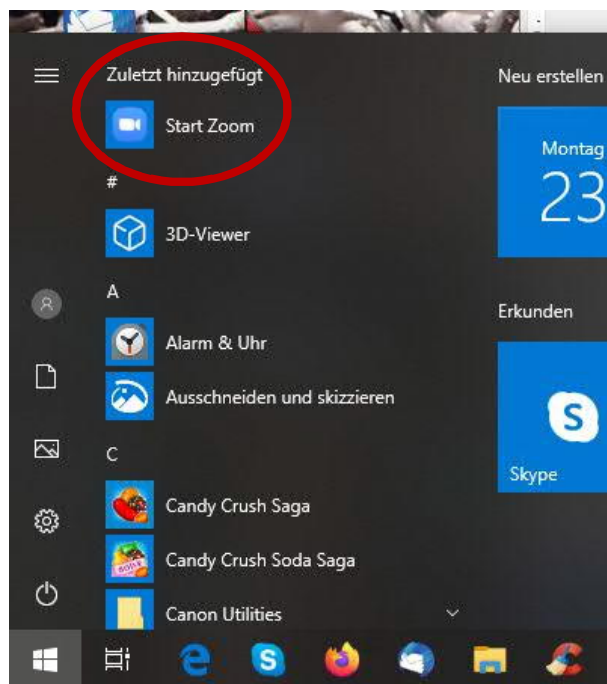 Zuletzt hinzugefügt
Start Zoom
#
3D-Viewer
A
Alarm & Uhr
Ausschneiden und skizzieren
C
Candy Crush Saga
Candy Crush Soda Saga
Canon Utilities
Neu erstellen
Montag
23
Erkunden
Skype